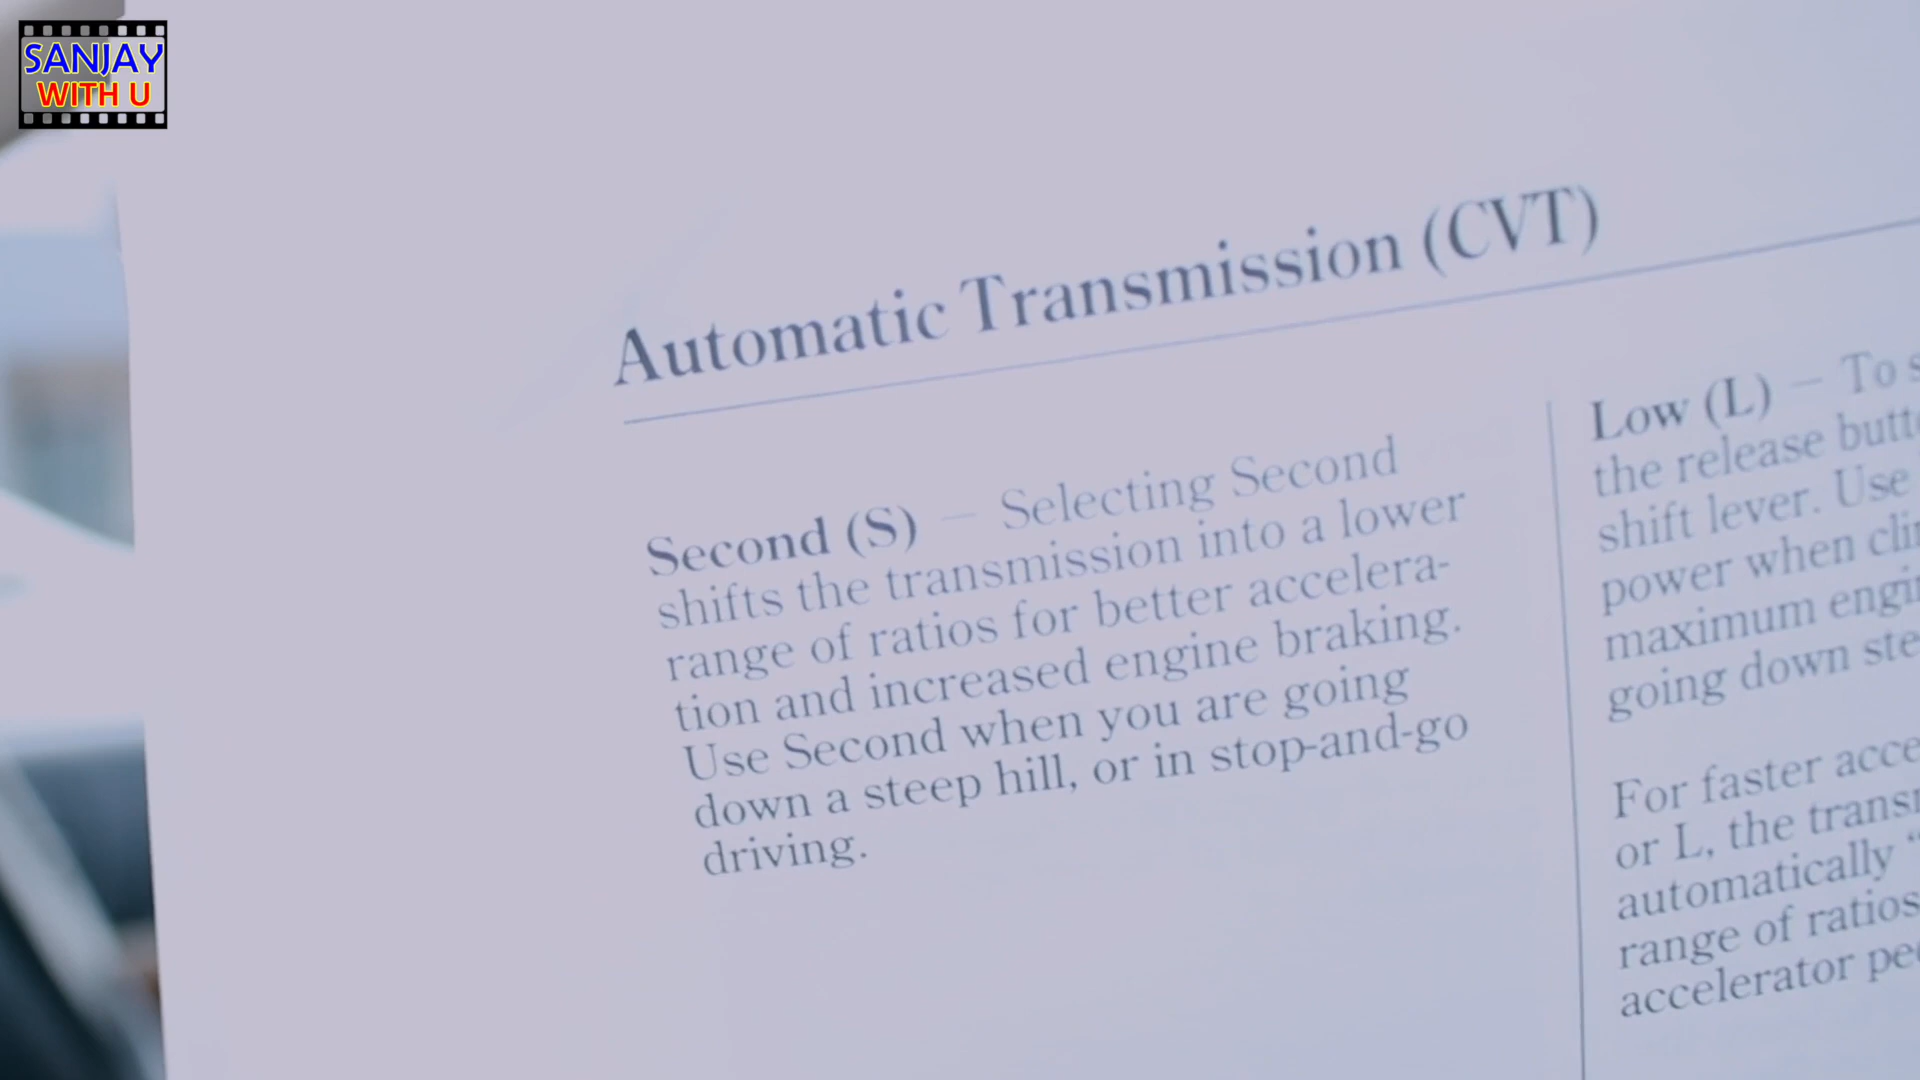 SANJAY
WITH U
Automatic Transmission (CVT)
Second (S) — Selecting Second
shifts the transmission into a lower
range of ratios for better accelera-
tion and increased engine braking.
Use Second when you are going
down a steep hill, or in stop-and-go
driving.
Low (L) — To
the release
shift lever. Use
power when
maximum
going down
For faster
or L, the
automatically
range of ratios
accelerator